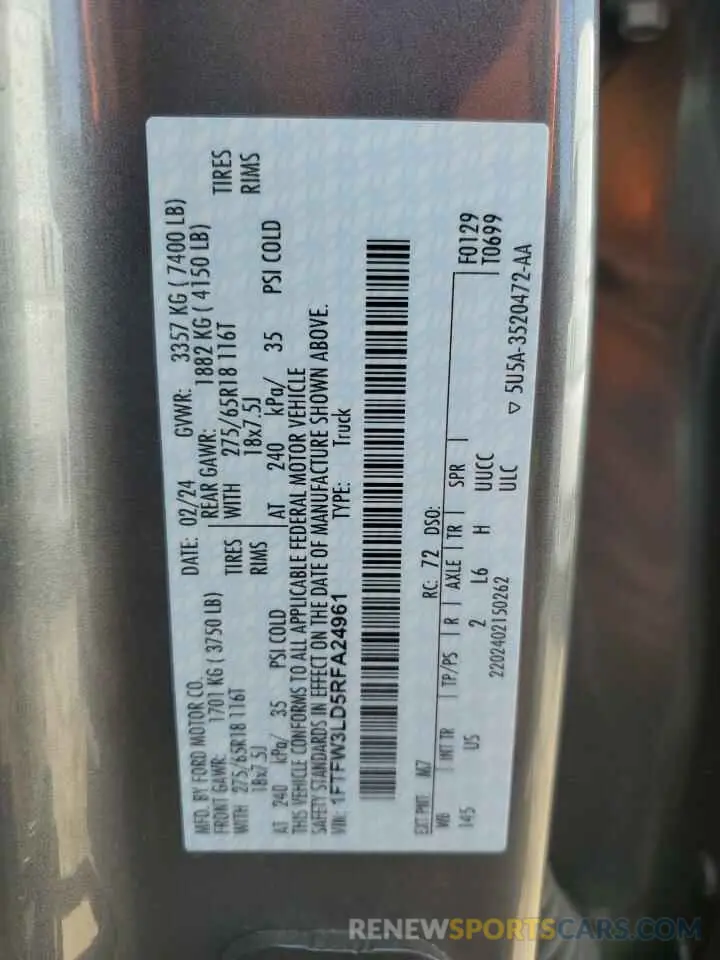 MFD. BY FORD MOTOR CO.
DATE: 02/24 GVWR: 3357 KG ( 7400 LB)
FRONT GAWR: 1701 KG ( 3750 LB)
REAR GAWR: 1882 KG ( 4150 LB)
WITH 275/65R18 116T TIRES
WITH 275/65R18 116T TIRES
18x7.5J RIMS
18x7.5J RIMS
AT 240 kPa/ 35 PSI COLD
AT 240 kPa/ 35 PSI COLD
THIS VEHICLE CONFORMS TO ALL APPLICABLE FEDERAL MOTOR VEHICLE
SAFETY STANDARDS IN EFFECT ON THE DATE OF MANUFACTURE SHOWN ABOVE.
VIN: 1FTFW3LD5RFA24961 TYPE: Truck
EXT PNT: M7 RC: 72 DSO:
WB INT TR TP/PS R AXLE TR SPR F0129
145 US 2 L6 H UUCC T0699
2202402150262 ULC
▽ 5U5A-3520472-AA
RENEWSPORTSCARS.COM